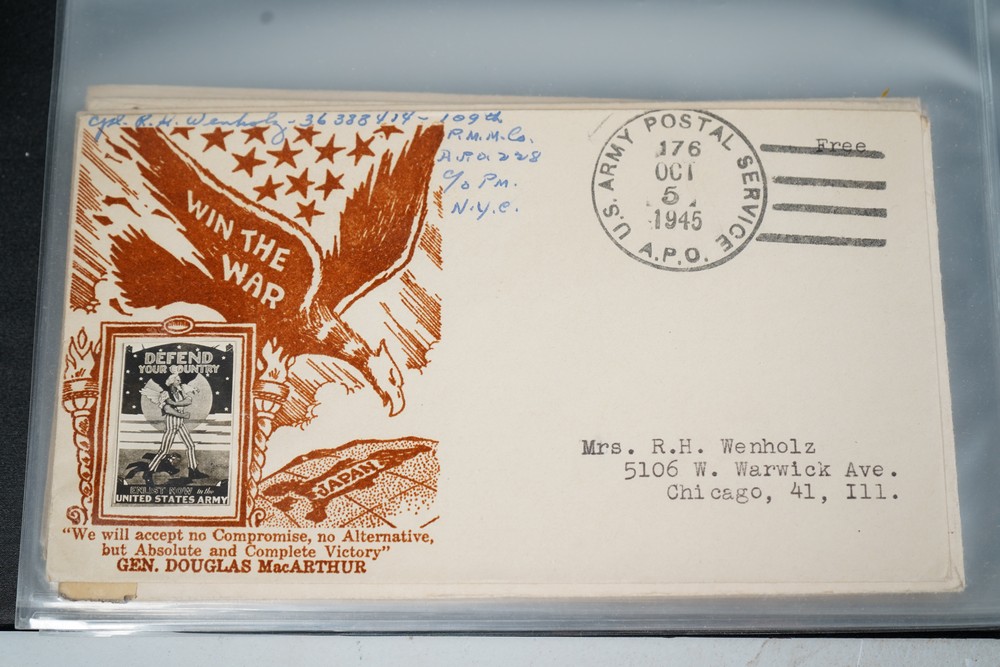 Cpl. R. H. Wenholz - 36388414 - 109th
P.M.M.Co.
A.P.O. 228
c/o P.M.
N.Y.C.
U.S. ARMY POSTAL SERVICE
176
OCT
5
1945
A.P.O.
Free
WIN THE
WAR
DEFEND
YOUR COUNTRY
ENLIST NOW in the
UNITED STATES ARMY
JAPAN
"We will accept no Compromise, no Alternative,
but Absolute and Complete Victory"
GEN. DOUGLAS MacARTHUR
Mrs. R.H. Wenholz
5106 W. Warwick Ave.
Chicago, 41, Ill.